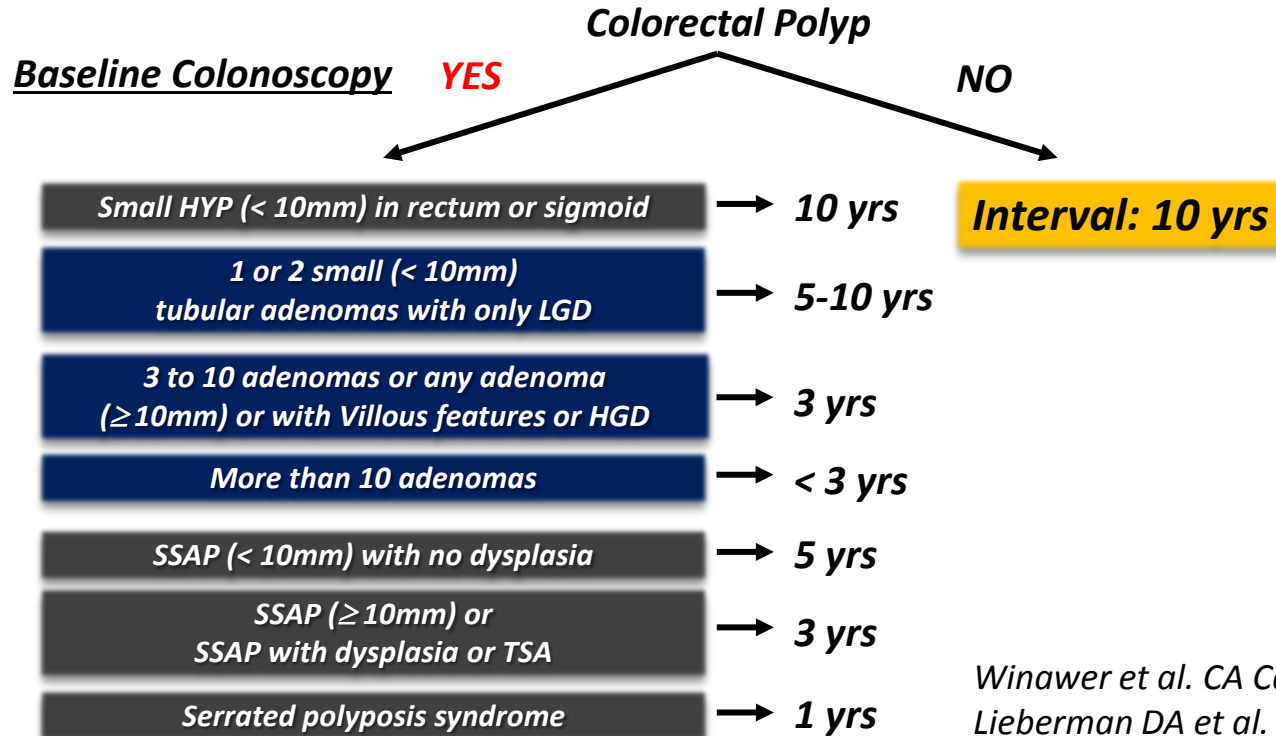 Colorectal Polyp
Baseline Colonoscopy YES NO
Small HYP (< 10mm) in rectum or sigmoid 10 yrs Interval: 10 yrs
1 or 2 small (< 10mm)
tubular adenomas with only LGD 5-10 yrs
3 to 10 adenomas or any adenoma
(≥10mm) or with Villous features or HGD 3 yrs
More than 10 adenomas < 3 yrs
SSAP (< 10mm) with no dysplasia 5 yrs
SSAP (≥10mm) or
SSAP with dysplasia or TSA 3 yrs
Serrated polyposis syndrome 1 yrs
Winawer et al. CA
Lieberman DA et al.